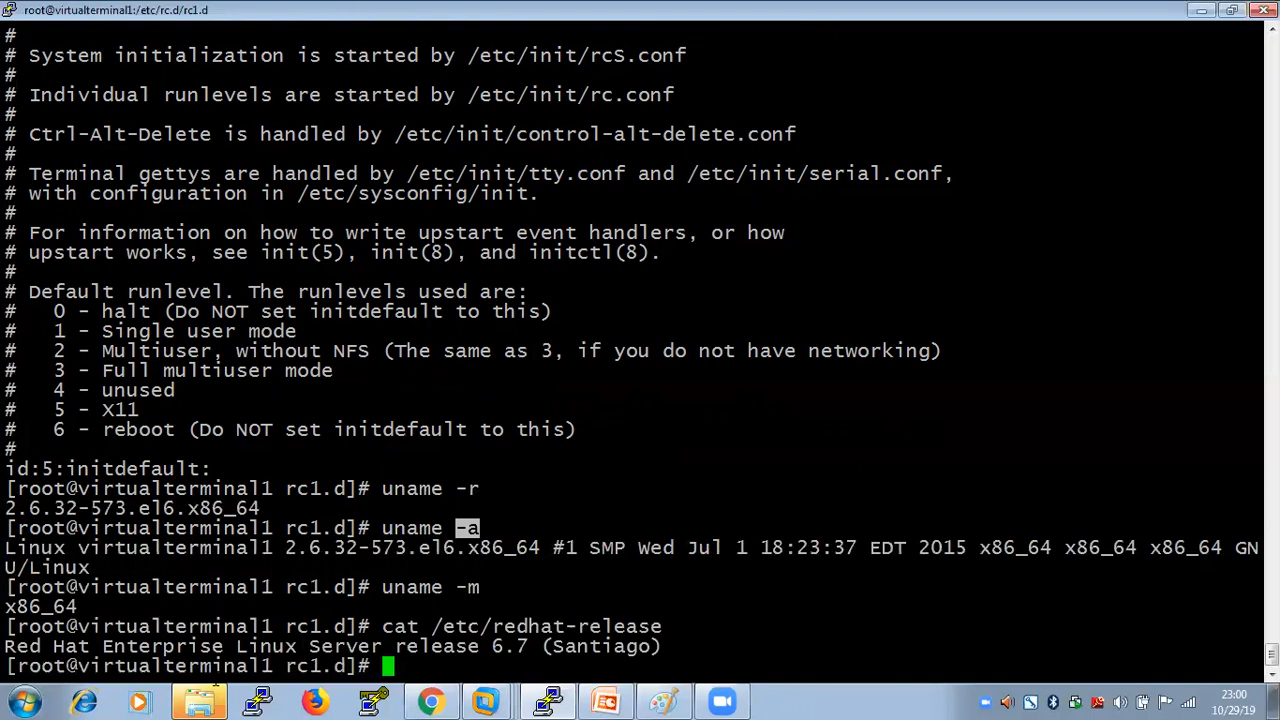 root@virtualterminal1:/etc/rc.d/rc1.d
#
# System initialization is started by /etc/init/rcS.conf
#
# Individual runlevels are started by /etc/init/rc.conf
#
# Ctrl-Alt-Delete is handled by /etc/init/control-alt-delete.conf
#
# Terminal gettys are handled by /etc/init/tty.conf and /etc/init/serial.conf,
# with configuration in /etc/sysconfig/init.
#
# For information on how to write upstart event handlers, or how
# upstart works, see init(5), init(8), and initctl(8).
#
# Default runlevel. The runlevels used are:
#   0 - halt (Do NOT set initdefault to this)
#   1 - Single user mode
#   2 - Multiuser, without NFS (The same as 3, if you do not have networking)
#   3 - Full multiuser mode
#   4 - unused
#   5 - X11
#   6 - reboot (Do NOT set initdefault to this)
#
id:5:initdefault:
[root@virtualterminal1 rc1.d]# uname -r
2.6.32-573.el6.x86_64
[root@virtualterminal1 rc1.d]# uname -a
Linux virtualterminal1 2.6.32-573.el6.x86_64 #1 SMP Wed Jul 1 18:23:37 EDT 2015 x86_64 x86_64 x86_64 GN
U/Linux
[root@virtualterminal1 rc1.d]# uname -m
x86_64
[root@virtualterminal1 rc1.d]# cat /etc/redhat-release
Red Hat Enterprise Linux Server release 6.7 (Santiago)
[root@virtualterminal1 rc1.d]#
23:00
10/29/19